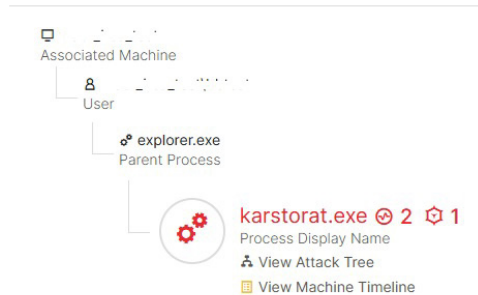 Associated Machine
User
explorer.exe
Parent Process
karstorat.exe 2 1
Process Display Name
View Attack Tree
View Machine Timeline